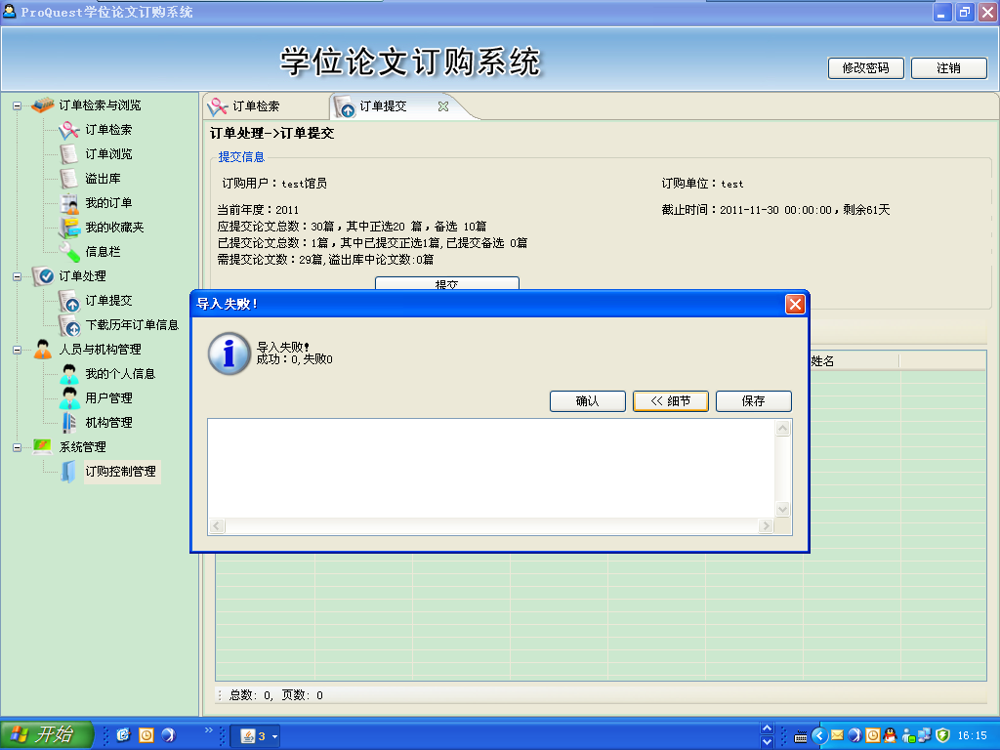 ProQuest学位论文订购系统
学位论文订购系统
修改密码
注销
订单检索与浏览
订单检索
订单浏览
溢出库
我的订单
我的收藏夹
信息栏
订单处理
订单提交
下载历年订单信息
人员与机构管理
我的个人信息
用户管理
机构管理
系统管理
订购控制管理
订单检索
订单提交
订单处理->订单提交
提交信息
订购用户：test馆员
订购单位：test
当前年度：2011
截止时间：2011-11-30 00:00:00，剩余61天
应提交论文总数：30篇，其中正选20 篇，备选 10篇
已提交论文总数：1篇，其中已提交正选1篇,已提交备选 0篇
需提交论文数：29篇,溢出库中论文数:0篇
提交
导入失败!
导入失败!
成功：0,失败0
确认
<< 细节
保存
姓名
总数: 0, 页数: 0
开始
3
16:15